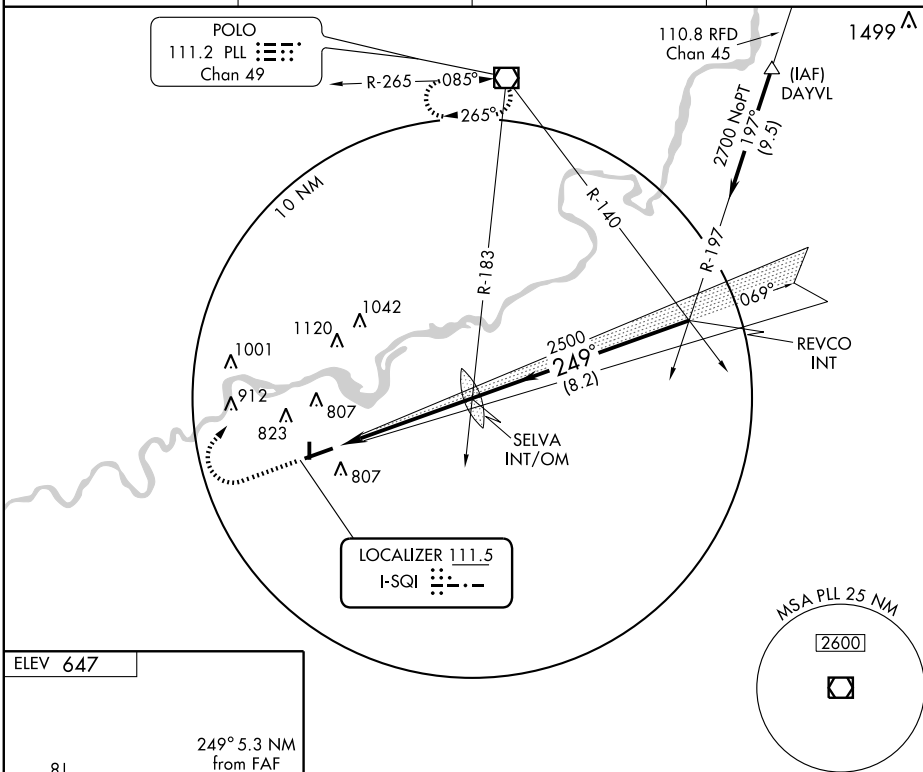 POLO
111.2 PLL
Chan 49
R-265
085°
265°
110.8 RFD
Chan 45
1499
(IAF)
DAYVL
2700 NoPT
197°
(9.5)
10 NM
R-183
R-140
R-197
069°
REVCO
INT
2500
249°
(8.2)
1042
1120
1001
912
807
823
807
SELVA
INT/OM
LOCALIZER 111.5
I-SQI
MSA PLL 25 NM
2600
ELEV 647
249° 5.3 NM
from FAF